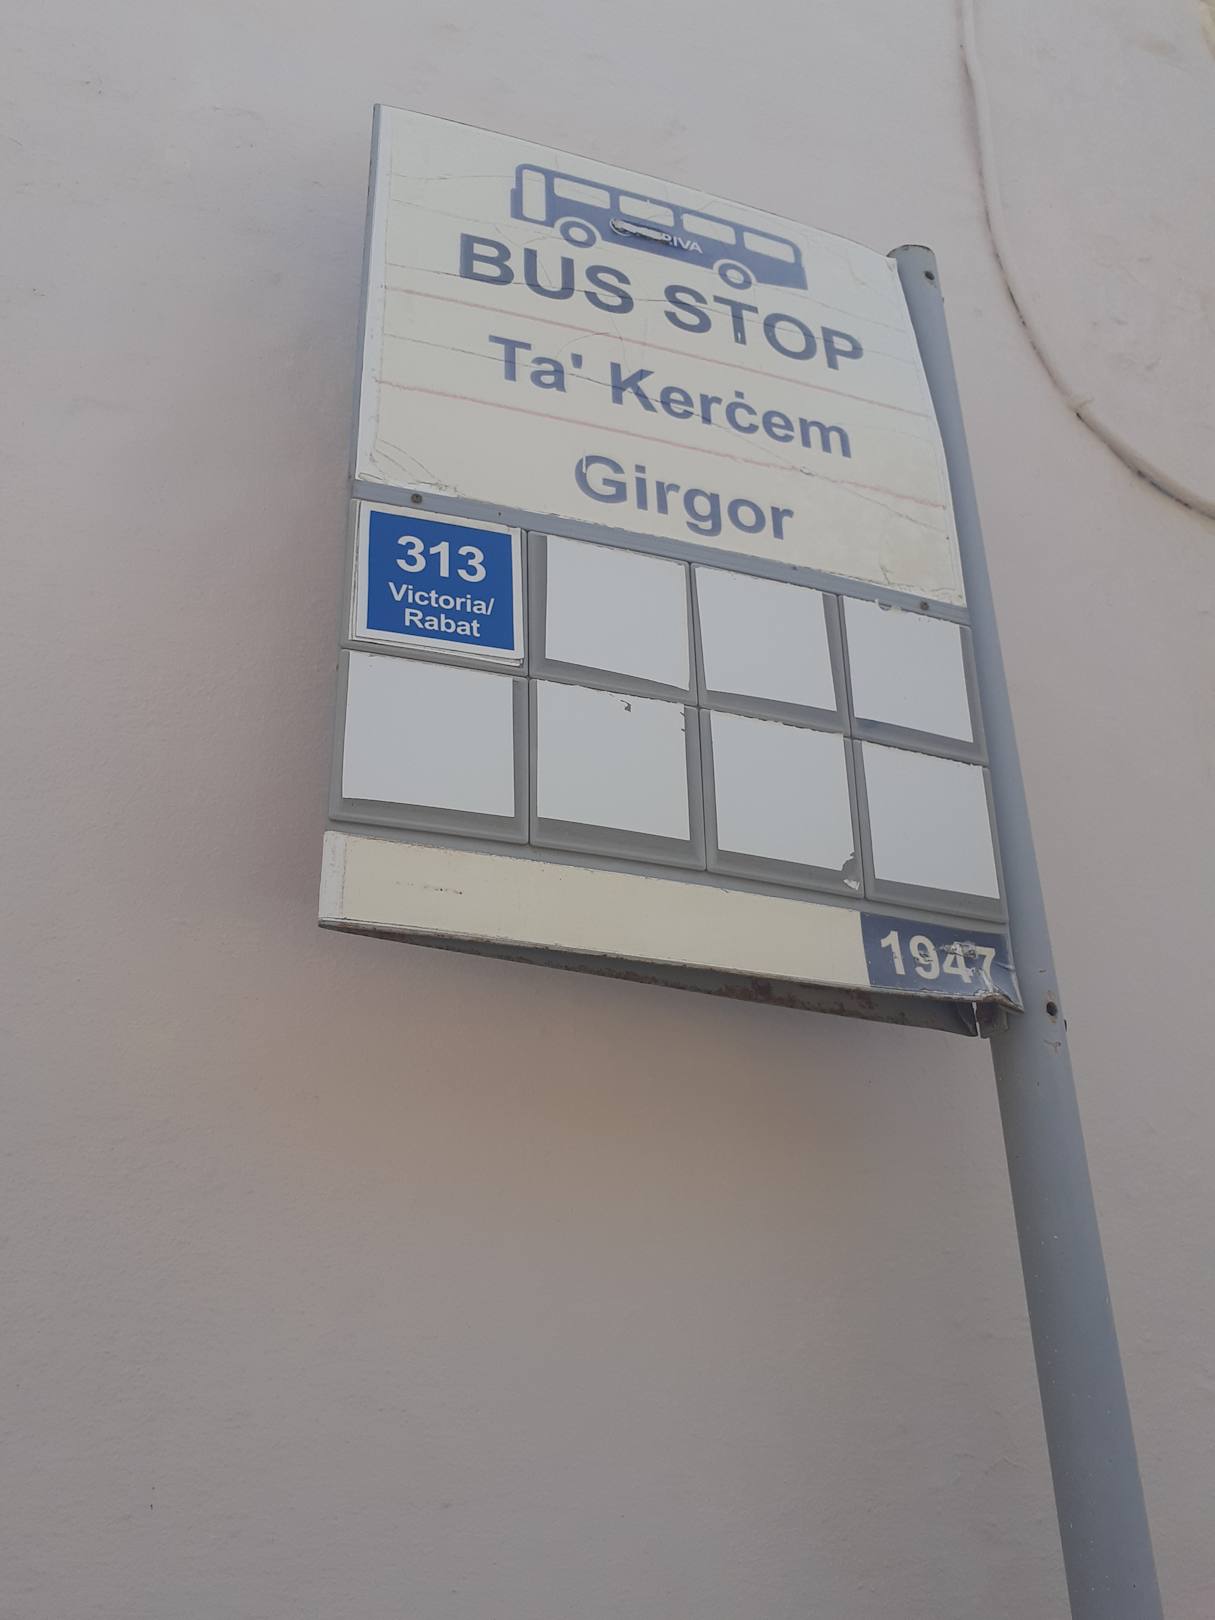 BUS STOP
Ta' Kerċem
Girgor
313
Victoria/
Rabat
1947